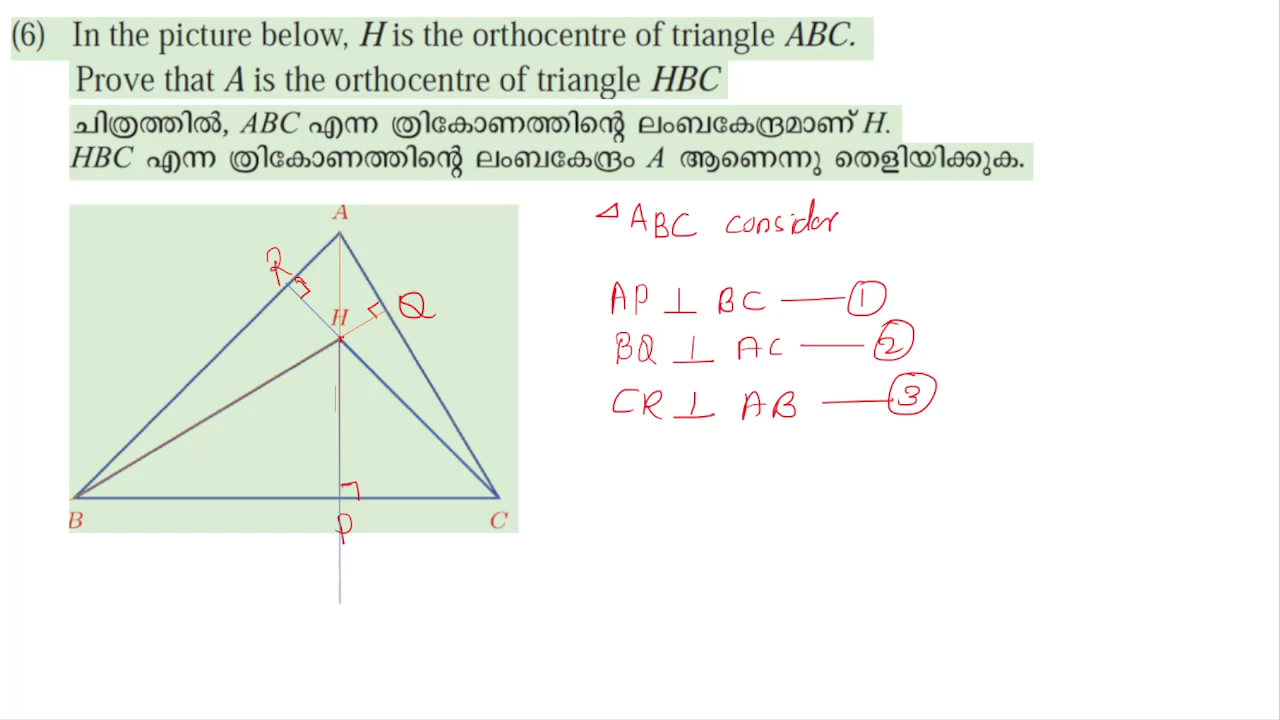 (6) In the picture below, H is the orthocentre of triangle ABC.
Prove that A is the orthocentre of triangle HBC
ചിത്രത്തിൽ, ABC എന്ന ത്രികോണത്തിന്റെ ലംബകേന്ദ്രമാണ് H.
HBC എന്ന ത്രികോണത്തിന്റെ ലംബകേന്ദ്രം A ആണെന്നു തെളിയിക്കുക.
A
R
H
Q
B
P
C
△ ABC consider
AP ⊥ BC —— ①
BQ ⊥ AC —— ②
CR ⊥ AB —— ③